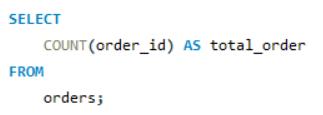 SELECT
COUNT(order_id) AS total_order
FROM
orders;